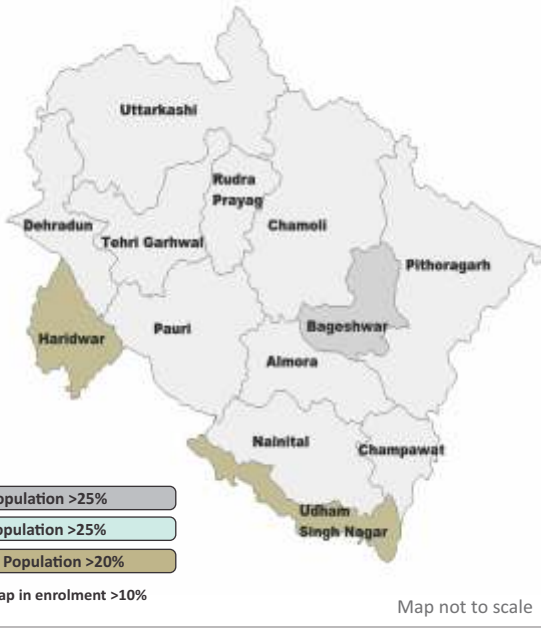 Uttarkashi
Rudra
Prayag
Dehradun
Tehri Garhwal
Chamoli
Pithoragarh
Haridwar
Pauri
Bageshwar
Almora
Nainital
Champawat
opulation >25%
opulation >25%
Udham
Singh Nagar
Population >20%
ap in enrolment >10%
Map not to scale